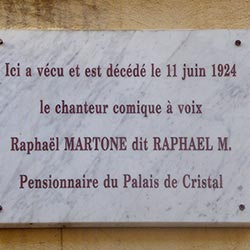 Ici a vécu et est décédé le 11 juin 1924
le chanteur comique à voix
Raphaël MARTONE dit RAPHAEL M.
Pensionnaire du Palais de Cristal